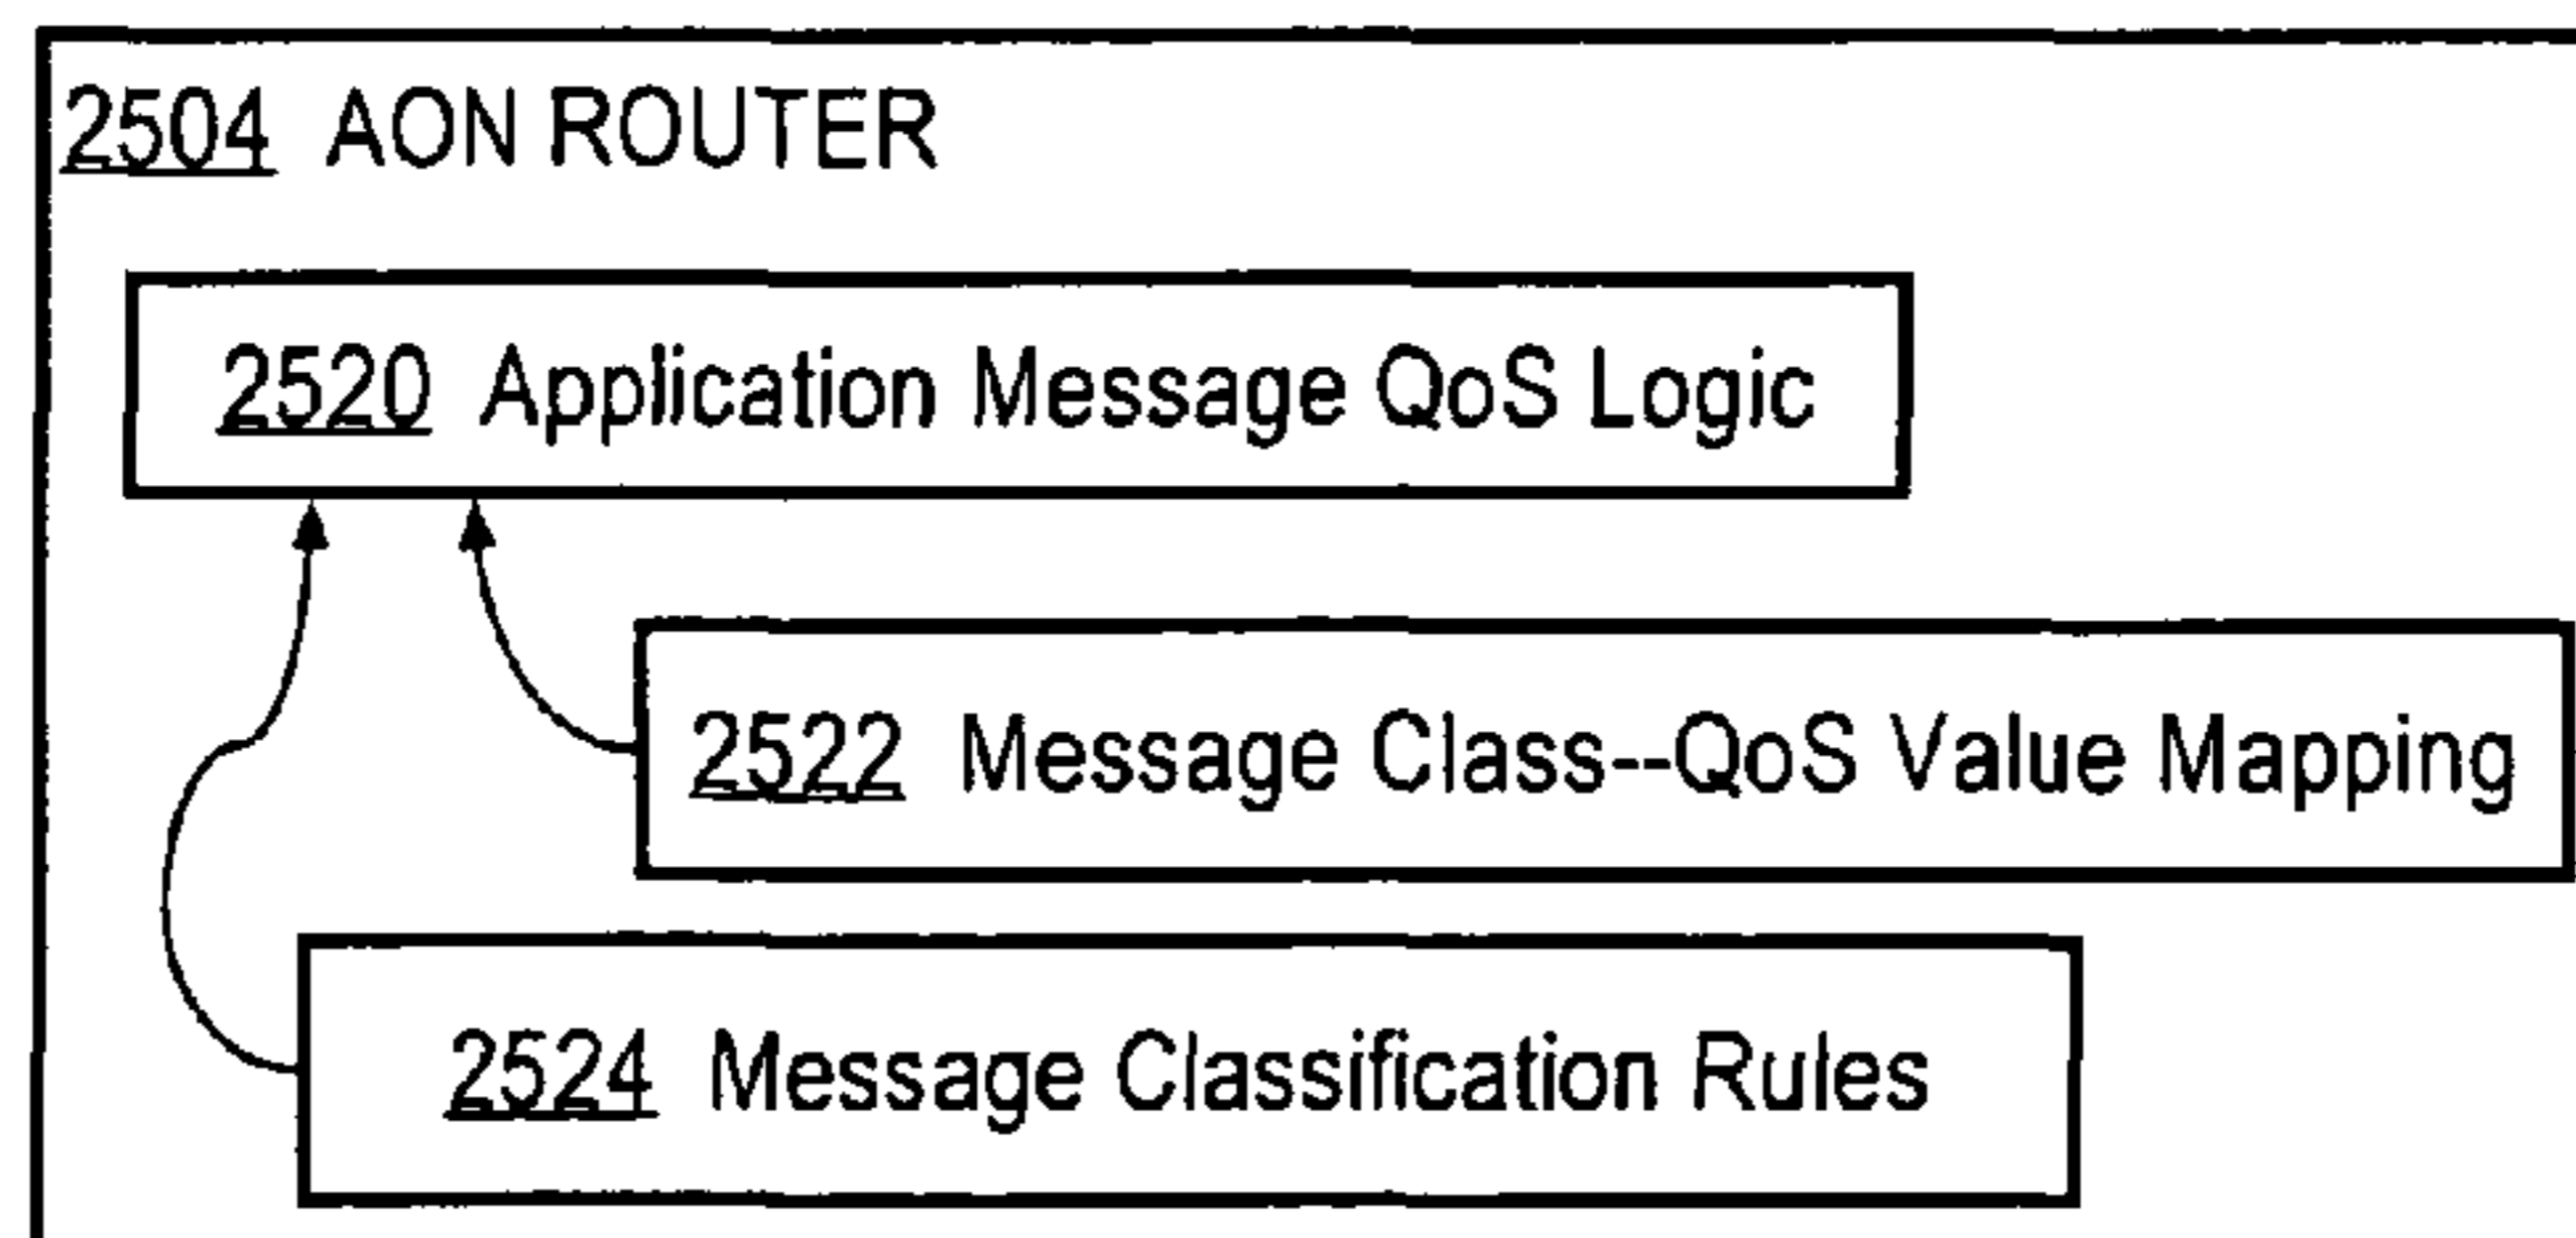 2504 AON ROUTER
2520 Application Message QoS Logic
2522 Message Class--QoS Value Mapping
2524 Message Classification Rules